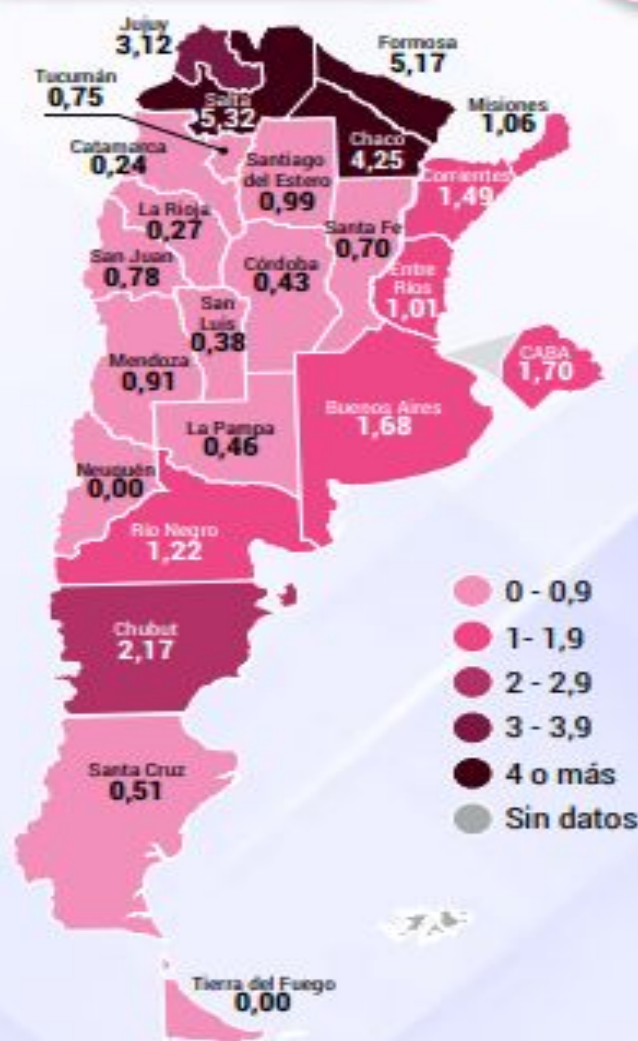 Jujuy
3,12
Formosa
5,17
Tucumán
0,75
Salta
5,32
Misiones
1,06
Catamarca
0,24
Chaco
4,25
Santiago
del Estero
0,99
Corrientes
1,49
La Rioja
0,27
Santa Fe
0,70
San Juan
0,78
Córdoba
0,43
Entre
Ríos
1,01
San
Luis
0,38
CABA
1,70
Mendoza
0,91
Buenos Aires
1,68
La Pampa
0,46
Neuquén
0,00
Río Negro
1,22
Chubut
2,17
Santa Cruz
0,51
Tierra del Fuego
0,00
0 - 0,9
1- 1,9
2 - 2,9
3 - 3,9
4 o más
Sin datos